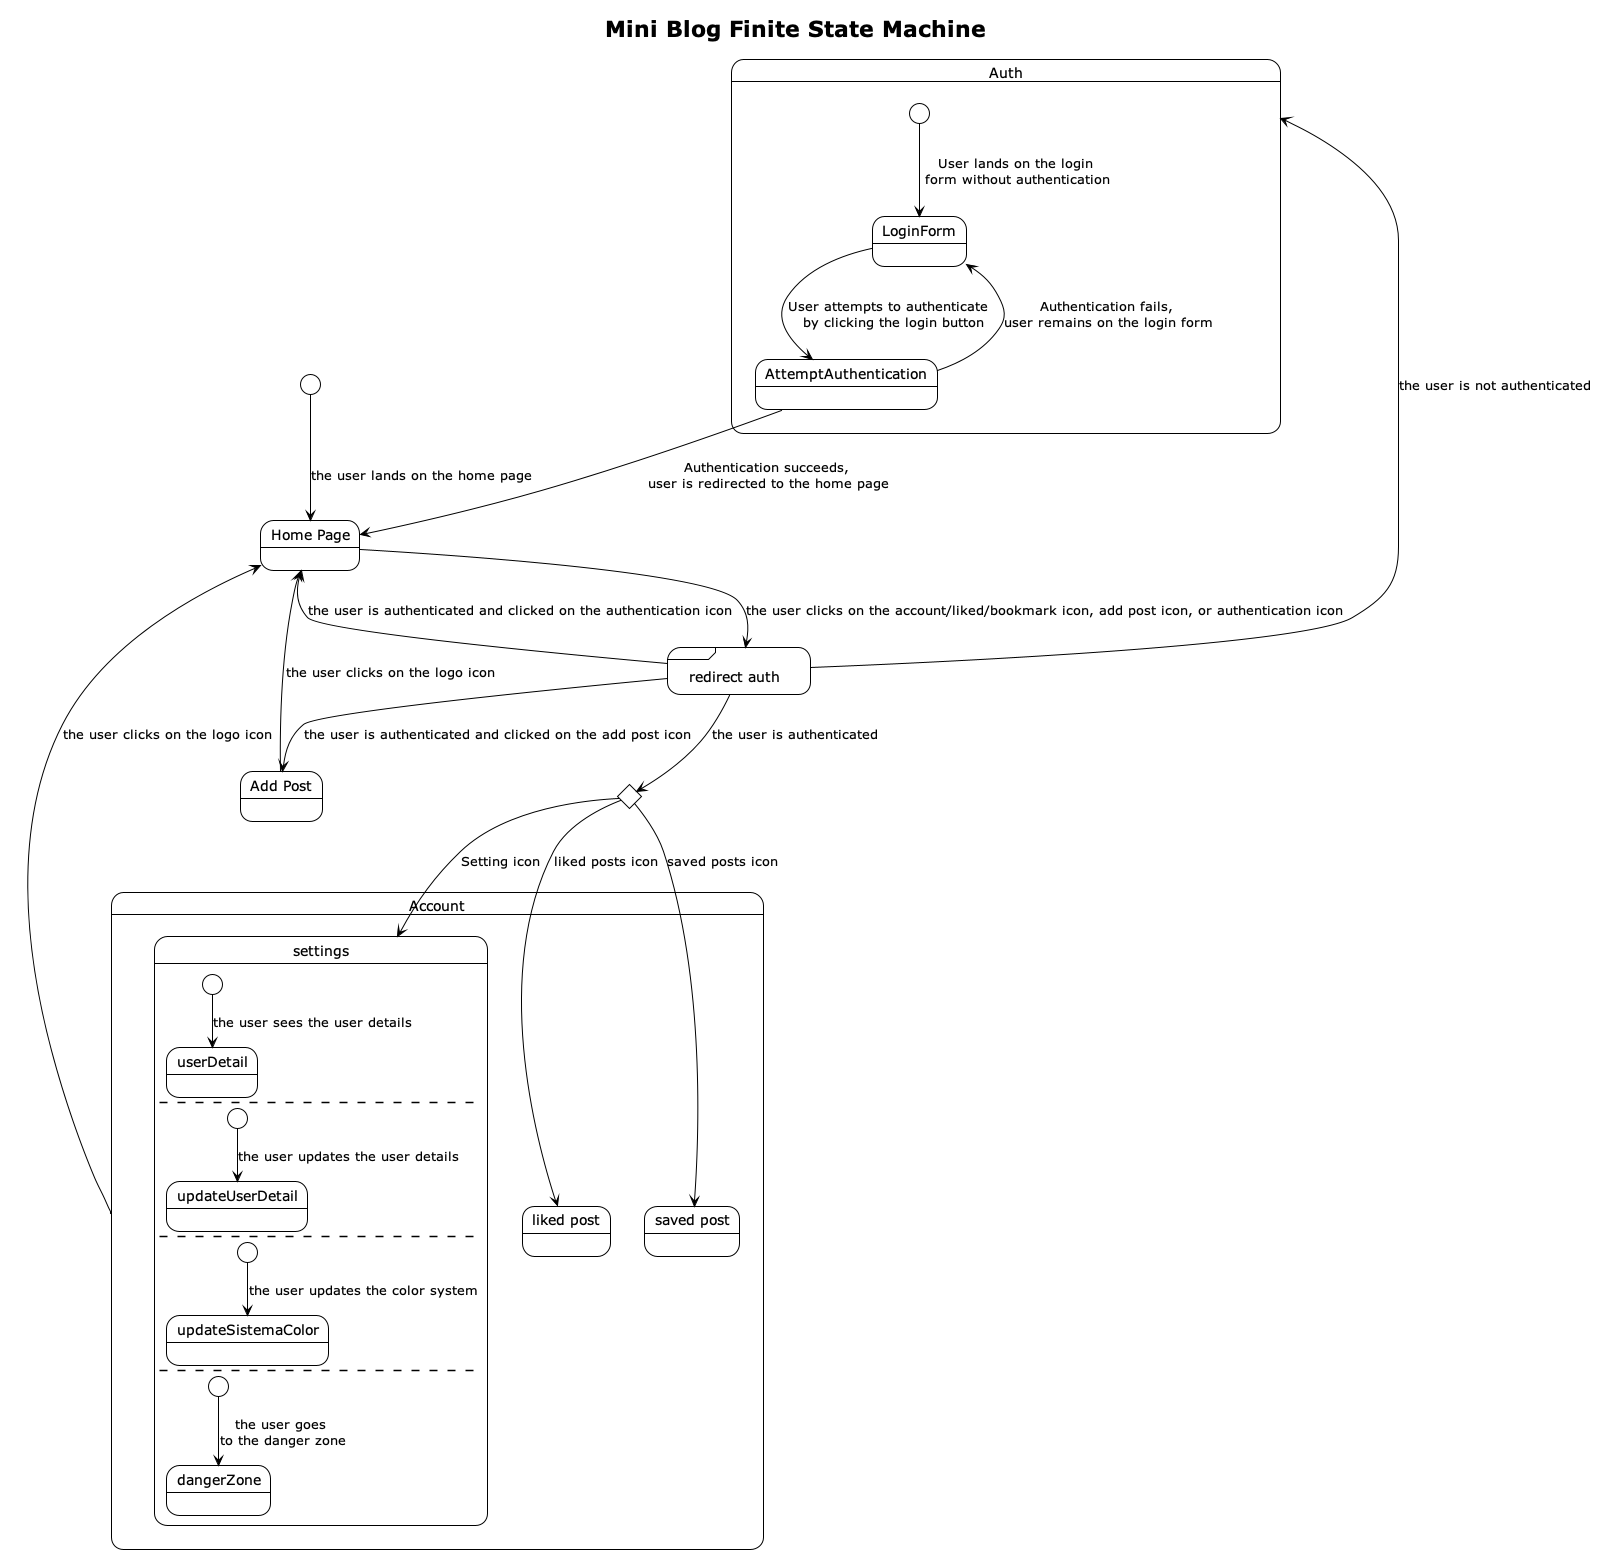 Mini Blog Finite State Machine
Auth
User lands on the login
form without authentication
LoginForm
User attempts to authenticate
by clicking the login button
Authentication fails,
user remains on the login form
AttemptAuthentication
the user is not authenticated
the user lands on the home page
Authentication succeeds,
user is redirected to the home page
Home Page
the user is authenticated and clicked on the authentication icon
the user clicks on the account/liked/bookmark icon, add post icon, or authentication icon
the user clicks on the logo icon
redirect auth
the user clicks on the logo icon
the user is authenticated and clicked on the add post icon
the user is authenticated
Add Post
Setting icon
liked posts icon
saved posts icon
Account
settings
the user sees the user details
userDetail
the user updates the user details
updateUserDetail
liked post
saved post
the user updates the color system
updateSistemaColor
the user goes
to the danger zone
dangerZone